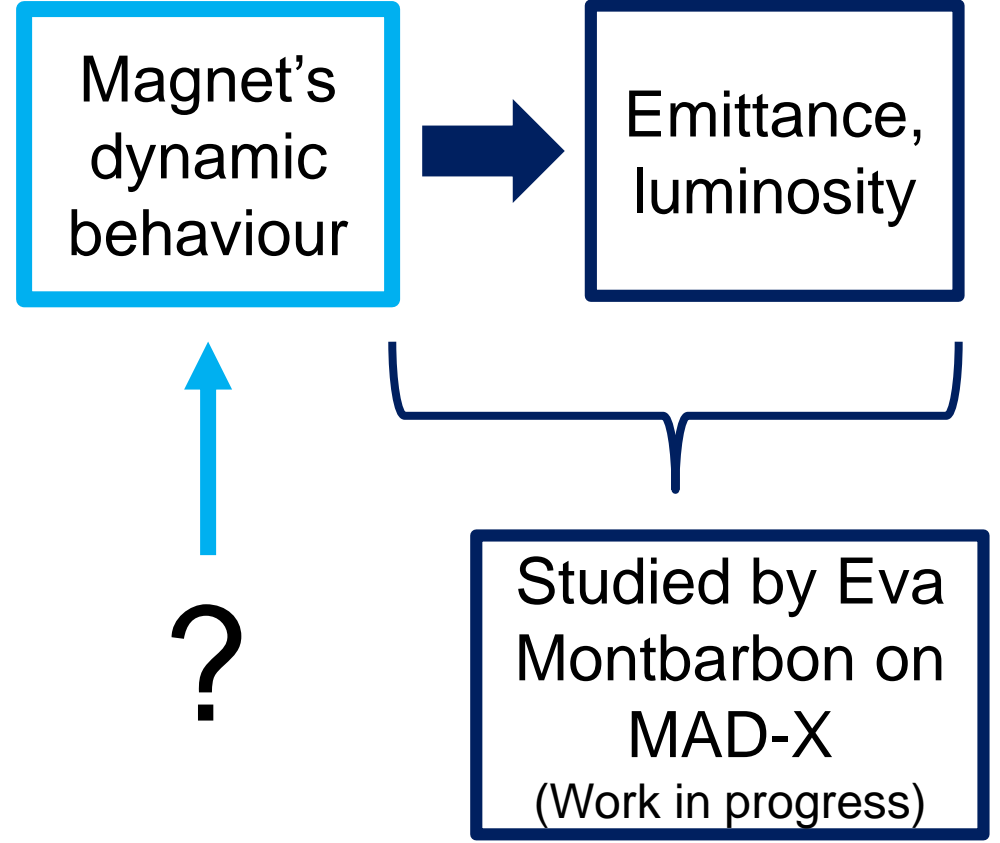 Magnet’s
dynamic
behaviour
Emittance,
luminosity
?
Studied by Eva
Montbarbon on
MAD-X
(Work in progress)